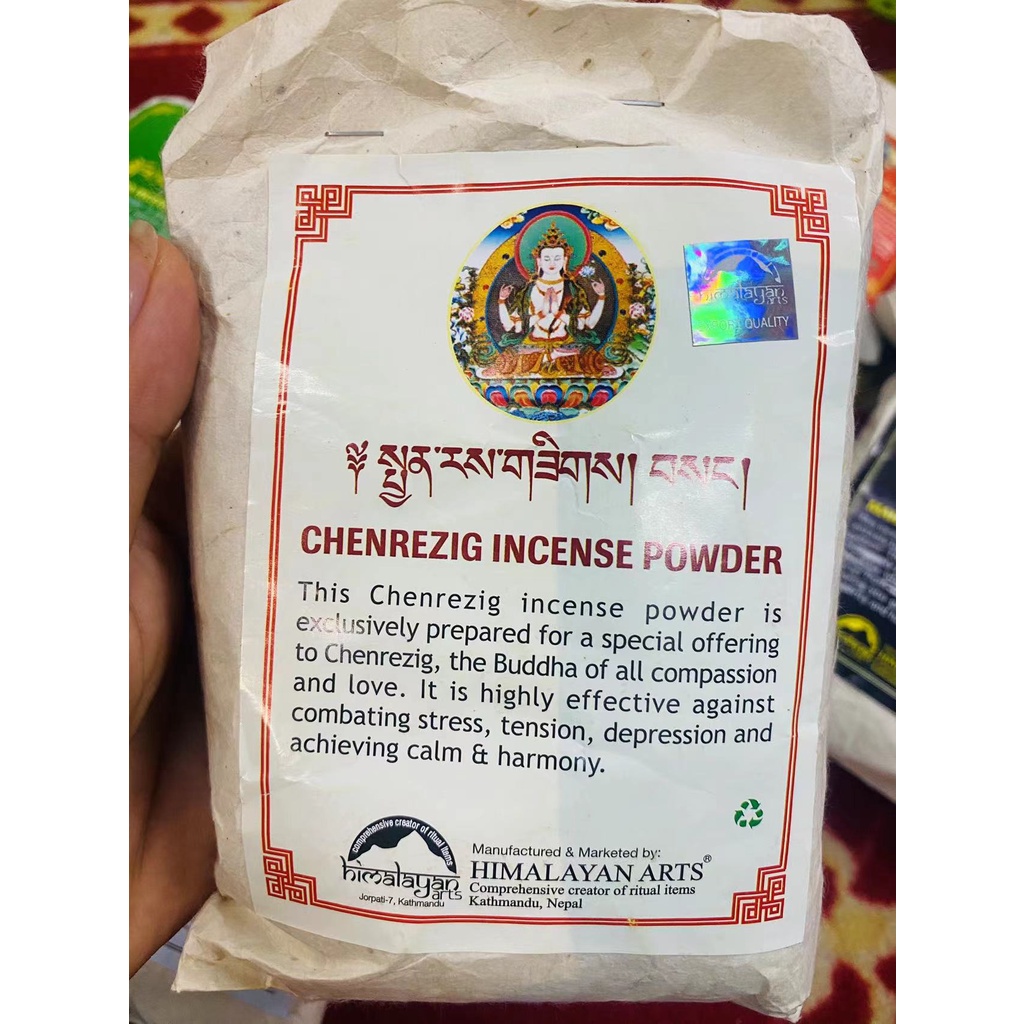 himalayan
arts
QUALITY
༄ སྤྱན་རས་གཟིགས། བསང་།
CHENREZIG INCENSE POWDER
This Chenrezig incense powder is
exclusively prepared for a special offering
to Chenrezig, the Buddha of all compassion
and love. It is highly effective against
combating stress, tension, depression and
achieving calm & harmony.
comprehensive creator of ritual items
himalayan
arts
Jorpati-7, Kathmandu
Manufactured & Marketed by:
HIMALAYAN ARTS®
Comprehensive creator of ritual items
Kathmandu, Nepal